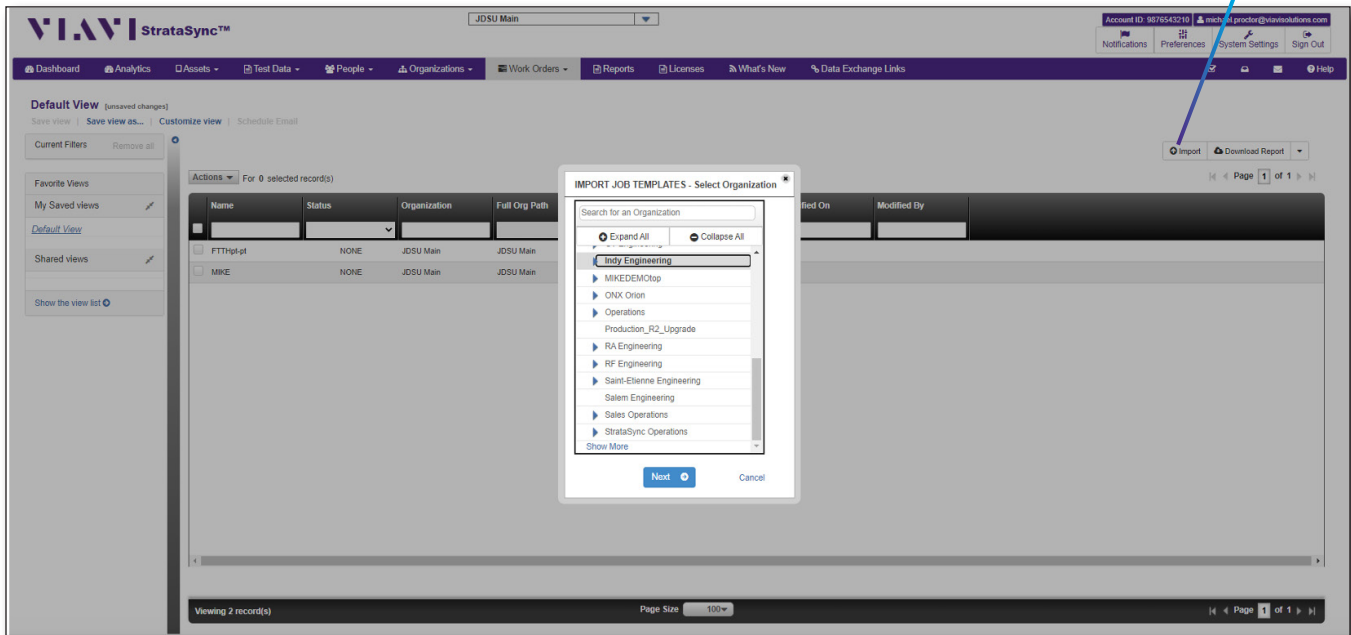 JDSU Main
VIAVI StrataSync™
Account ID: 9876543210 michael.proctor@viavisolutions.com
Notifications Preferences System Settings Sign Out
Dashboard Analytics Assets Test Data People Organizations Work Orders Reports Licenses What's New Data Exchange Links Help
Default View [unsaved changes]
Save view | Save view as... | Customize view | Schedule Email
Current Filters Remove all
Import Download Report
Favorite Views
Actions For 0 selected record(s)
Page 1 of 1
My Saved views
Default View
Shared views
Show the view list
Name Status Organization Full Org Path fied On Modified By
FTTHpt-pt NONE JDSU Main JDSU Main
MIKE NONE JDSU Main JDSU Main
IMPORT JOB TEMPLATES - Select Organization
Search for an Organization
Expand All Collapse All
Indy Engineering
MIKEDEMOtop
ONX Orion
Operations
Production_R2_Upgrade
RA Engineering
RF Engineering
Saint-Etienne Engineering
Salem Engineering
Sales Operations
StrataSync Operations
Show More
Next Cancel
Viewing 2 record(s) Page Size 100 Page 1 of 1